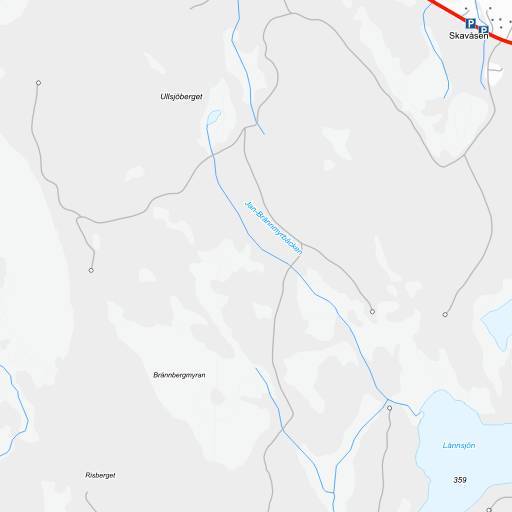 P
P
Skavåsen
Ullsjöberget
Jan-Brännmyrbäcken
Brännbergmyran
Lännsjön
Risberget
359